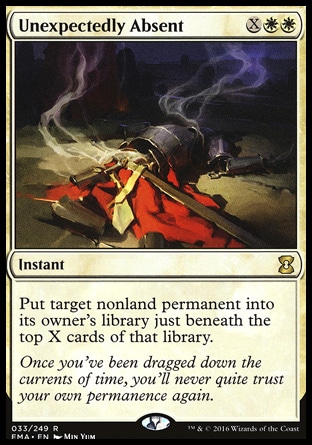 Unexpectedly Absent X
Instant
Put target nonland permanent into
its owner's library just beneath the
top X cards of that library.
Once you've been dragged down the
currents of time, you'll never quite trust
your own permanence again.
033/249 R
EMA • EN Min Yum
™ & © 2016 Wizards of the Coast